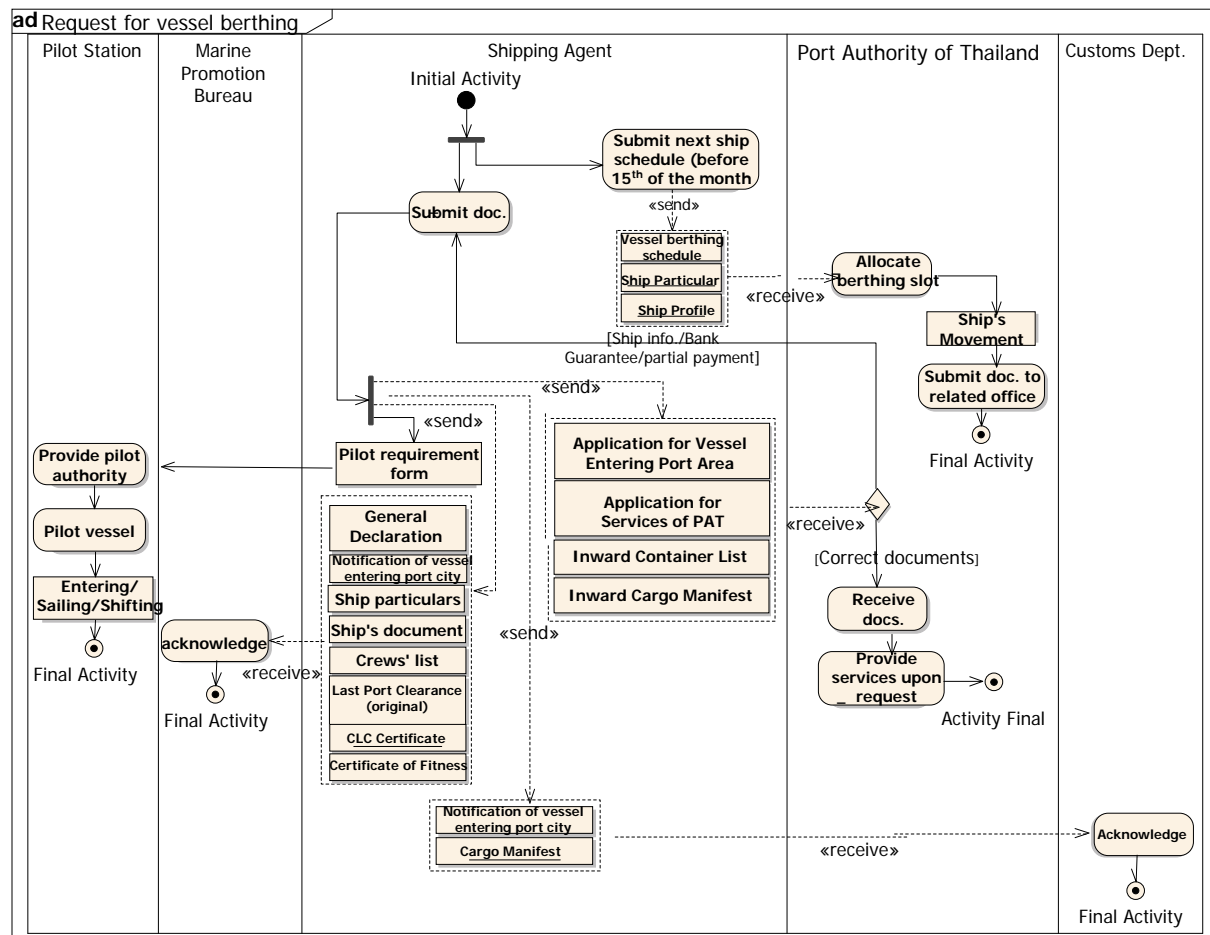 ad Request for vessel berthing
Pilot Station
Marine
Promotion
Bureau
Shipping Agent
Port Authority of Thailand
Customs Dept.
Initial Activity
Submit next ship
schedule (before
15th of the month
«send»
Submit doc.
Vessel berthing
schedule
Ship Particular
Ship Profile
«receive»
Allocate
berthing slot
Ship's
Movement
Submit doc. to
related office
Final Activity
[Ship info./Bank
Guarantee/partial payment]
«send»
«send»
Pilot requirement
form
Provide pilot
authority
Pilot vessel
Entering/
Sailing/Shifting
Final Activity
Application for Vessel
Entering Port Area
Application for
Services of PAT
Inward Container List
Inward Cargo Manifest
«receive»
[Correct documents]
Receive
docs.
Provide
services upon
_ request
Activity Final
General
Declaration
Notification of vessel
entering port city
Ship particulars
Ship's document
Crews' list
Last Port Clearance
(original)
CLC Certificate
Certificate of Fitness
«send»
acknowledge
«receive»
Final Activity
Notification of vessel
entering port city
Cargo Manifest
«receive»
Acknowledge
Final Activity